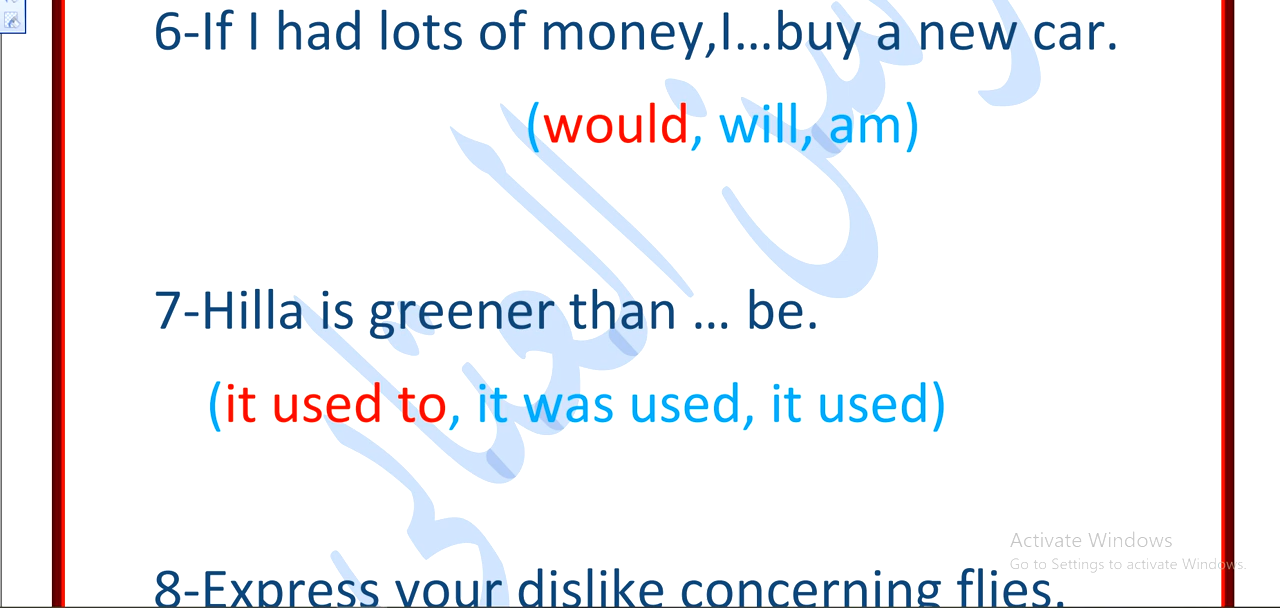 6-If I had lots of money,I...buy a new car.
(would, will, am)
7-Hilla is greener than ... be.
(it used to, it was used, it used)
8-Express your dislike concerning flies.
Activate Windows
Go to Settings to activate Windows.